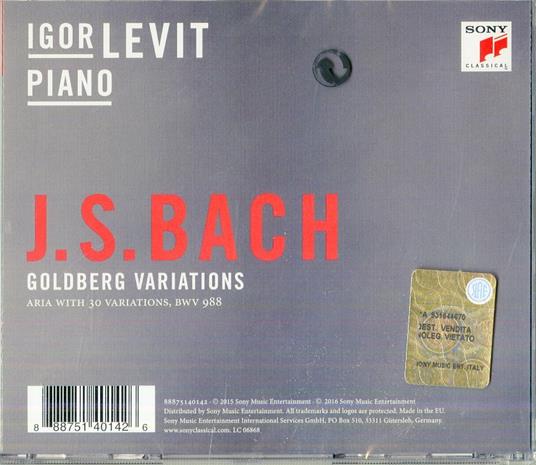 IGOR LEVIT
PIANO
SONY
CLASSICAL
J.S.BACH
GOLDBERG VARIATIONS
ARIA WITH 30 VARIATIONS, BWV 988
SIAE
*A 931644670
DEST. VENDITA
NOLEG. VIETATO
SONY MUSIC ENT. ITALY
8 88751 40142 6
88875140142 · ℗ 2015 Sony Music Entertainment · © 2016 Sony Music Entertainment
Distributed by Sony Music Entertainment. All trademarks and logos are protected. Made in the EU.
Sony Music Entertainment International Services GmbH, PO Box 510, 33311 Gütersloh, Germany.
www.sonyclassical.com. LC 06868